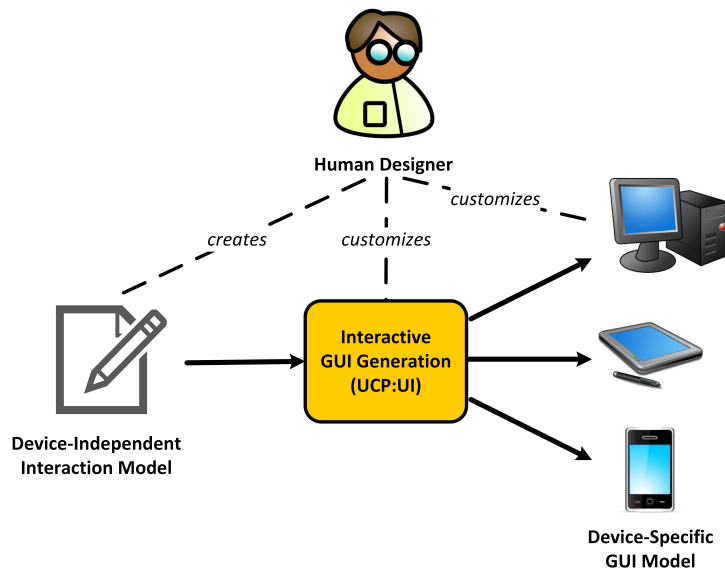 Human Designer
creates
customizes
customizes
Interactive
GUI Generation
(UCP:UI)
Device-Independent
Interaction Model
Device-Specific
GUI Model